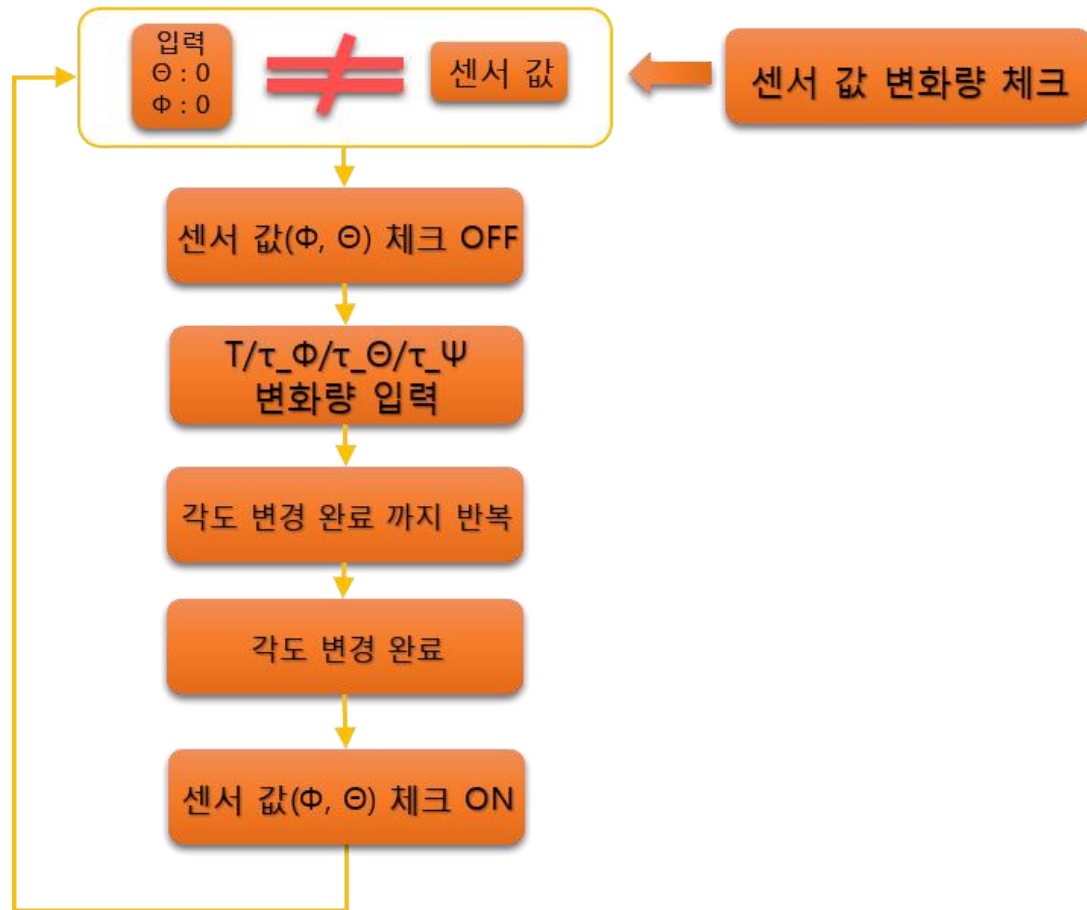 입력
Θ : 0
Φ : 0
센서 값
센서 값 변화량 체크
센서 값(Φ, Θ) 체크 OFF
T/τ_Φ/τ_Θ/τ_Ψ
변화량 입력
각도 변경 완료 까지 반복
각도 변경 완료
센서 값(Φ, Θ) 체크 ON